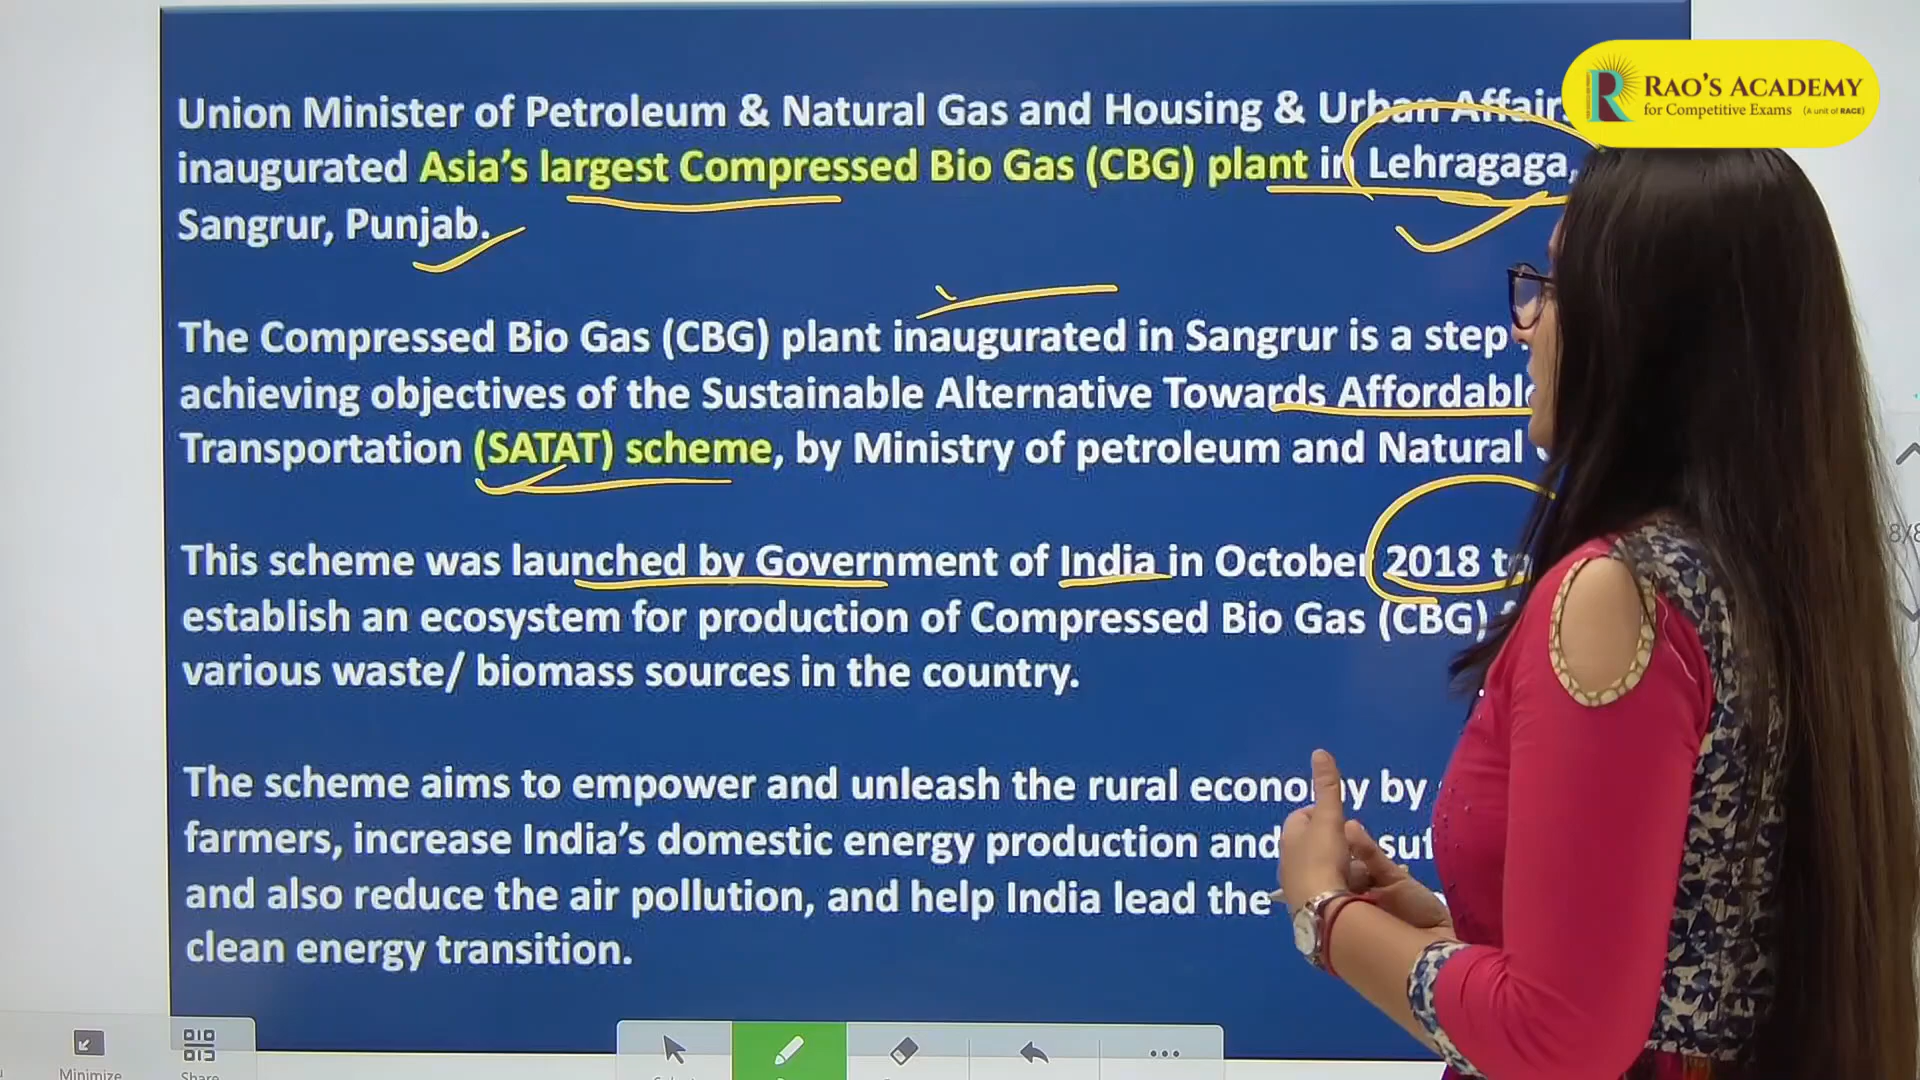 RAO'S ACADEMY
for Competitive Exams (A unit of RACE)
Union Minister of Petroleum & Natural Gas and Housing & Urban Affairs
inaugurated Asia's largest Compressed Bio Gas (CBG) plant in Lehragaga,
Sangrur, Punjab.
The Compressed Bio Gas (CBG) plant inaugurated in Sangrur is a step
achieving objectives of the Sustainable Alternative Towards Affordable
Transportation (SATAT) scheme, by Ministry of petroleum and Natural
This scheme was launched by Government of India in October 2018 to
establish an ecosystem for production of Compressed Bio Gas (CBG)
various waste/ biomass sources in the country.
The scheme aims to empower and unleash the rural economy by
farmers, increase India's domestic energy production and
and also reduce the air pollution, and help India lead the
clean energy transition.
8/8
Minimize
Share